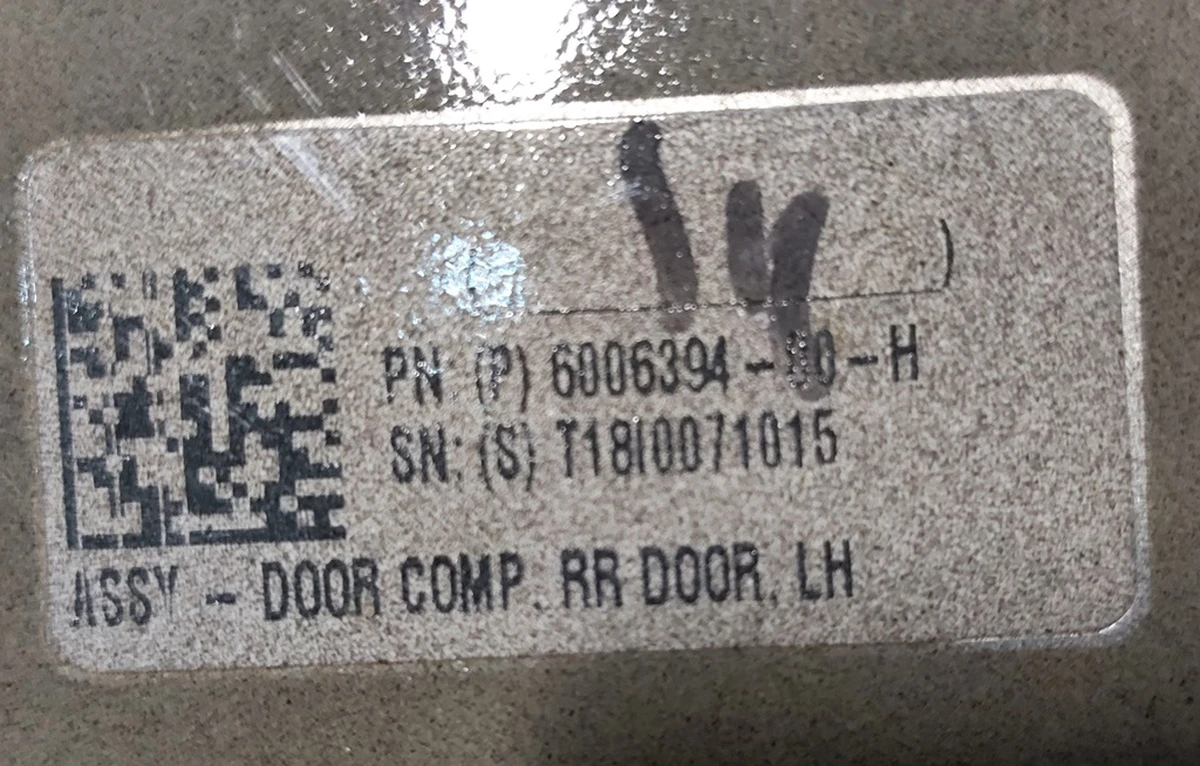 PN: (P) 6006394-00-H
SN: (S) T18I0071015
ASSY - DOOR COMP. RR DOOR, LH